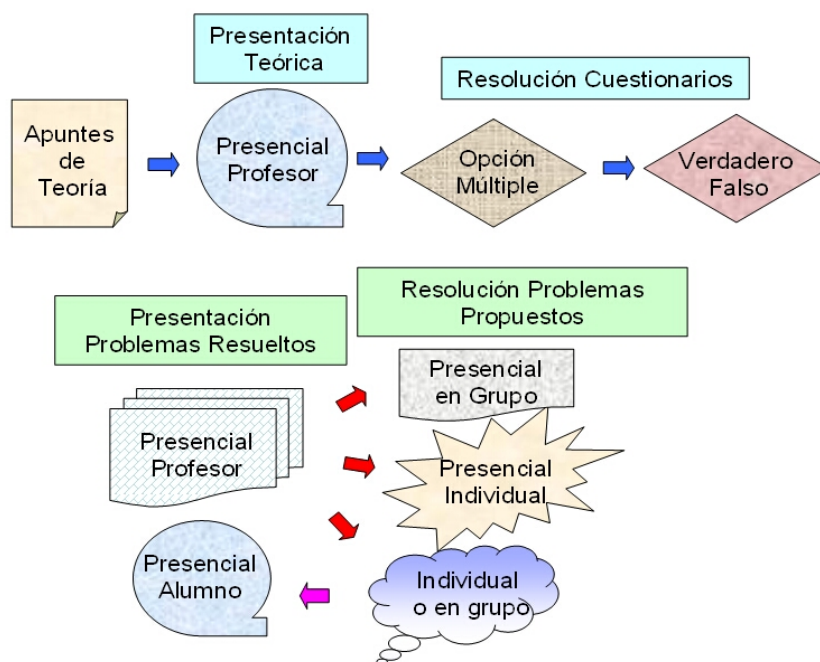 Presentación
Teórica
Resolución Cuestionarios
Apuntes
de
Teoría
Presencial
Profesor
Opción
Múltiple
Verdadero
Falso
Presentación
Problemas Resueltos
Resolución Problemas
Propuestos
Presencial
Profesor
Presencial
en Grupo
Presencial
Individual
Individual
o en grupo
Presencial
Alumno